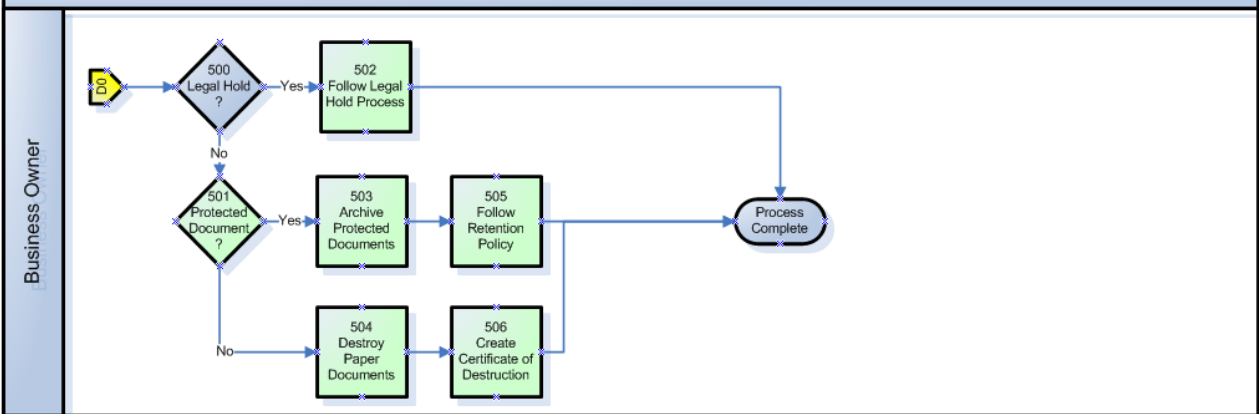 Business Owner
D0
500
Legal Hold
?
Yes
502
Follow Legal
Hold Process
No
501
Protected
Document
?
Yes
503
Archive
Protected
Documents
505
Follow
Retention
Policy
Process
Complete
No
504
Destroy
Paper
Documents
506
Create
Certificate of
Destruction